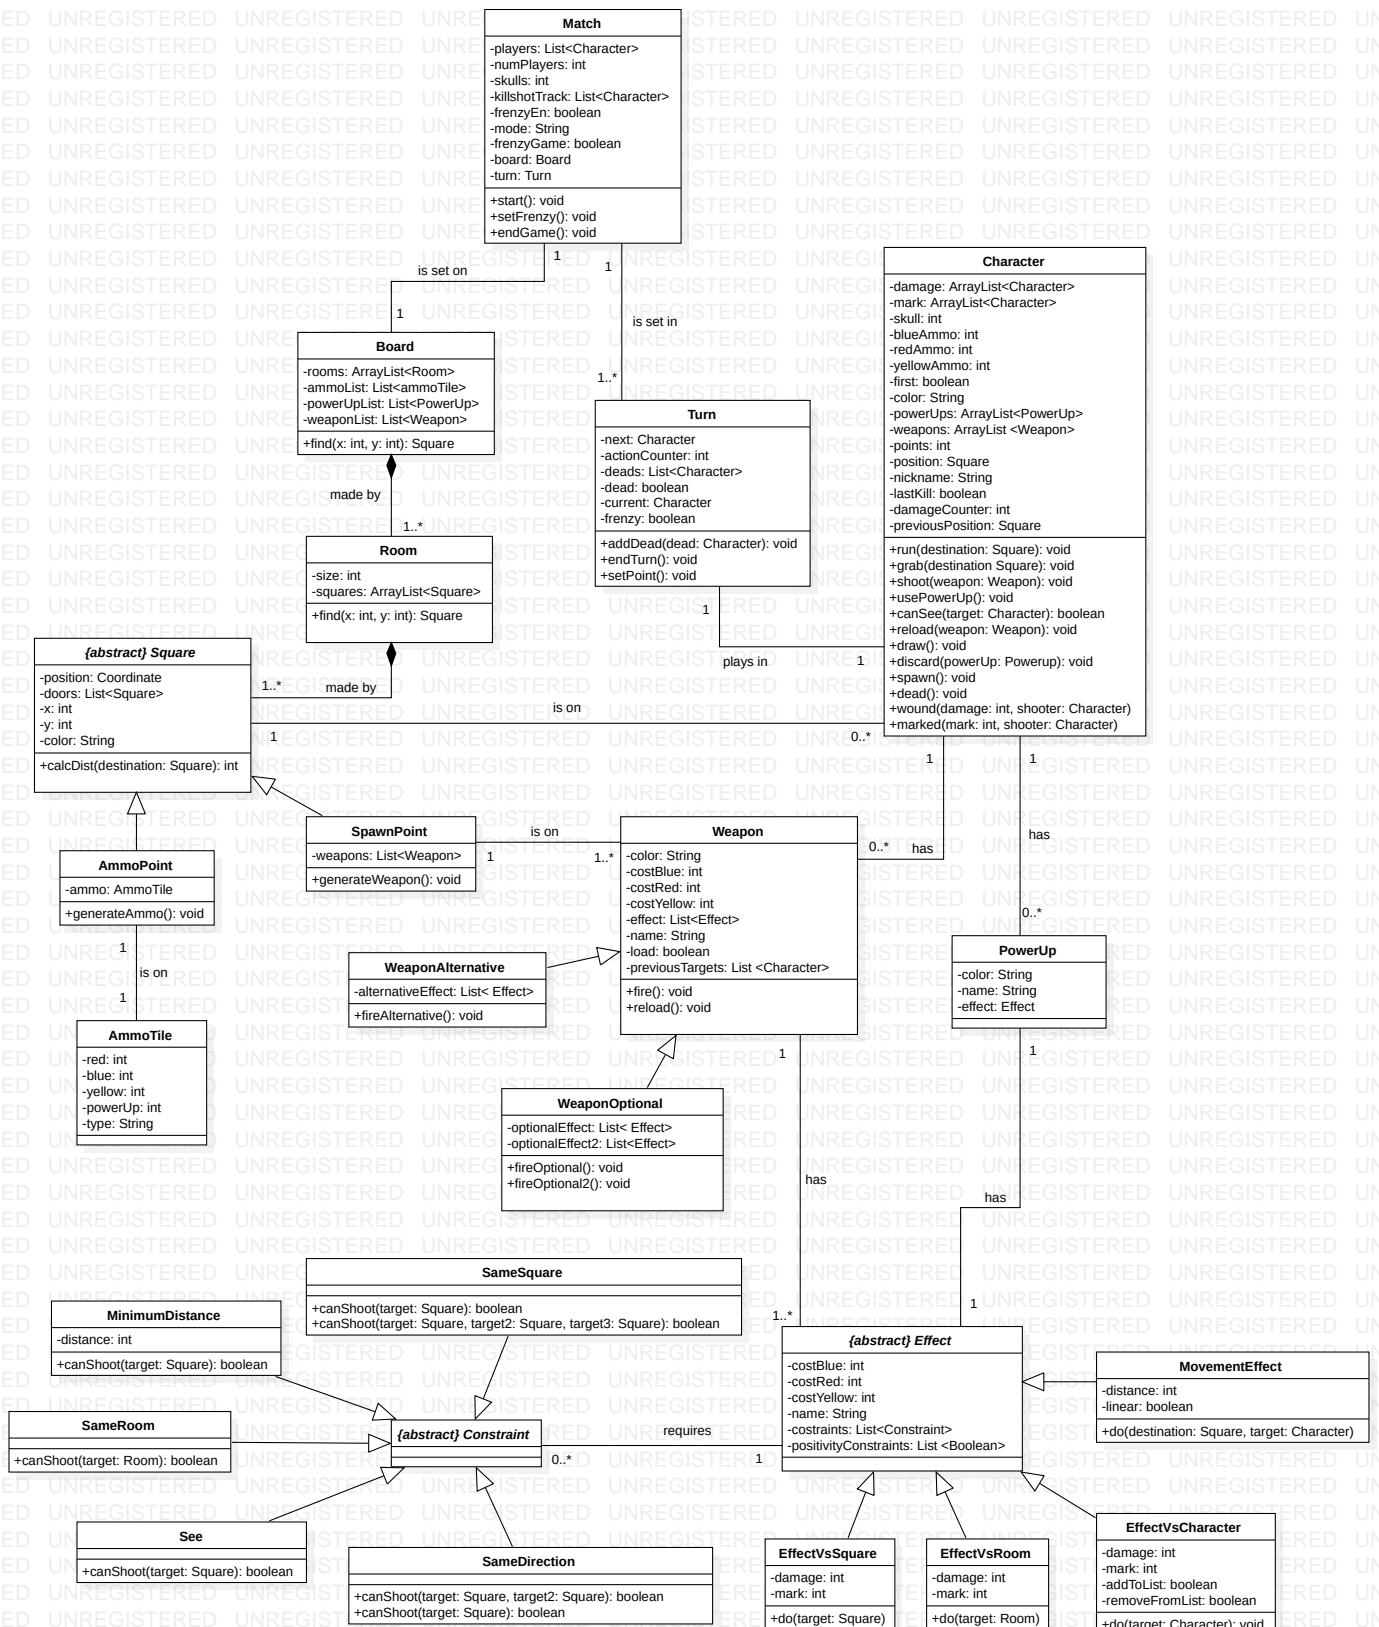 Match
-players: List<Character>
-numPlayers: int
-skulls: int
-killshotTrack: List<Character>
-frenzyEn: boolean
-mode: String
-frenzyGame: boolean
-board: Board
-turn: Turn
+start(): void
+setFrenzy(): void
+endGame(): void
1
is set on
1
1
is set in
1..*
Board
-rooms: ArrayList<Room>
-ammoList: List<ammoTile>
-powerUpList: List<PowerUp>
-weaponList: List<Weapon>
+find(x: int, y: int): Square
made by
1..*
Turn
-next: Character
-actionCounter: int
-deads: List<Character>
-dead: boolean
-current: Character
-frenzy: boolean
+addDead(dead: Character): void
+endTurn(): void
+setPoint(): void
1
plays in
1
Character
-damage: ArrayList<Character>
-mark: ArrayList<Character>
-skull: int
-blueAmmo: int
-redAmmo: int
-yellowAmmo: int
-first: boolean
-color: String
-powerUps: ArrayList<PowerUp>
-weapons: ArrayList <Weapon>
-points: int
-position: Square
-nickname: String
-lastKill: boolean
-damageCounter: int
-previousPosition: Square
+run(destination: Square): void
+grab(destination Square): void
+shoot(weapon: Weapon): void
+usePowerUp(): void
+canSee(target: Character): boolean
+reload(weapon: Weapon): void
+draw(): void
+discard(powerUp: Powerup): void
+spawn(): void
+dead(): void
+wound(damage: int, shooter: Character)
+marked(mark: int, shooter: Character)
Room
-size: int
-squares: ArrayList<Square>
+find(x: int, y: int): Square
1..*
made by
{abstract} Square
-position: Coordinate
-doors: List<Square>
-x: int
-y: int
-color: String
+calcDist(destination: Square): int
is on
1
0..*
1
1
SpawnPoint
-weapons: List<Weapon>
+generateWeapon(): void
is on
1
1..*
Weapon
-color: String
-costBlue: int
-costRed: int
-costYellow: int
-effect: List<Effect>
-name: String
-load: boolean
-previousTargets: List <Character>
+fire(): void
+reload(): void
0..*
has
has
0..*
AmmoPoint
-ammo: AmmoTile
+generateAmmo(): void
1
is on
1
AmmoTile
-red: int
-blue: int
-yellow: int
-powerUp: int
-type: String
WeaponAlternative
-alternativeEffect: List< Effect>
+fireAlternative(): void
PowerUp
-color: String
-name: String
-effect: Effect
1
1
WeaponOptional
-optionalEffect: List< Effect>
-optionalEffect2: List<Effect>
+fireOptional(): void
+fireOptional2(): void
has
has
1..*
1
SameSquare
+canShoot(target: Square): boolean
+canShoot(target: Square, target2: Square, target3: Square): boolean
MinimumDistance
-distance: int
+canShoot(target: Square): boolean
{abstract} Effect
-costBlue: int
-costRed: int
-costYellow: int
-name: String
-costraints: List<Constraint>
-positivityConstraints: List <Boolean>
MovementEffect
-distance: int
-linear: boolean
+do(destination: Square, target: Character)
SameRoom
+canShoot(target: Room): boolean
{abstract} Constraint
requires
0..*
1
See
+canShoot(target: Square): boolean
SameDirection
+canShoot(target: Square, target2: Square): boolean
+canShoot(target: Square): boolean
EffectVsSquare
-damage: int
-mark: int
+do(target: Square)
EffectVsRoom
-damage: int
-mark: int
+do(target: Room)
EffectVsCharacter
-damage: int
-mark: int
-addToList: boolean
-removeFromList: boolean
+do(target: Character): void